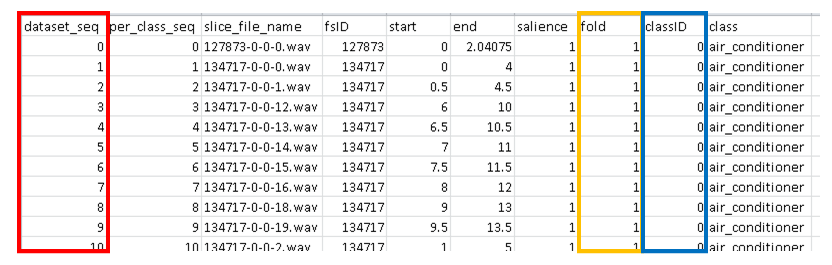 dataset_seq per_class_seq slice_file_name fsID start end salience fold classID class
0 0 127873-0-0-0.wav 127873 0 2.04075 1 1 0 air_conditioner
1 1 134717-0-0-0.wav 134717 0 4 1 1 0 air_conditioner
2 2 134717-0-0-1.wav 134717 0.5 4.5 1 1 0 air_conditioner
3 3 134717-0-0-12.wav 134717 6 10 1 1 0 air_conditioner
4 4 134717-0-0-13.wav 134717 6.5 10.5 1 1 0 air_conditioner
5 5 134717-0-0-14.wav 134717 7 11 1 1 0 air_conditioner
6 6 134717-0-0-15.wav 134717 7.5 11.5 1 1 0 air_conditioner
7 7 134717-0-0-16.wav 134717 8 12 1 1 0 air_conditioner
8 8 134717-0-0-18.wav 134717 9 13 1 1 0 air_conditioner
9 9 134717-0-0-19.wav 134717 9.5 13.5 1 1 0 air_conditioner
10 10 134717-0-0-2.wav 134717 1 5 1 1 0 air_conditioner